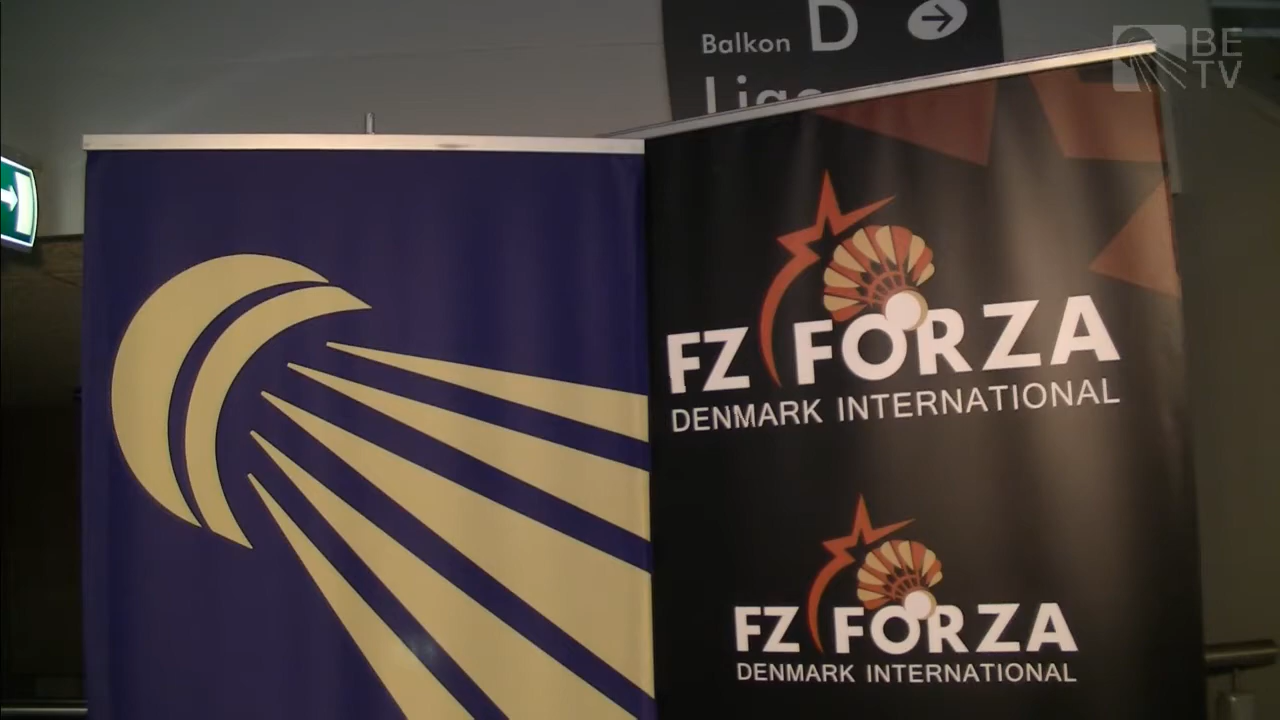 Balkon D
BE
TV
FZ FORZA
DENMARK INTERNATIONAL
FZ FORZA
DENMARK INTERNATIONAL